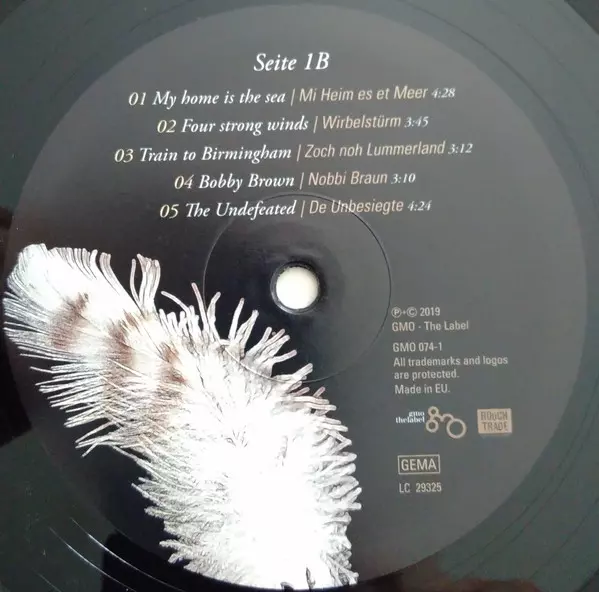 Seite 1B
01 My home is the sea | Mi Heim es et Meer 4:28
02 Four strong winds | Wirbelstürm 3:45
03 Train to Birmingham | Zoch noh Lummerland 3:12
04 Bobby Brown | Nobbi Braun 3:10
05 The Undefeated | De Unbesiegte 4:24
℗+© 2019
GMO - The Label
GMO 074-1
All trademarks and logos
are protected.
Made in EU.
gmo
thelabel
ROUGH
TRADE
GEMA
LC 29325